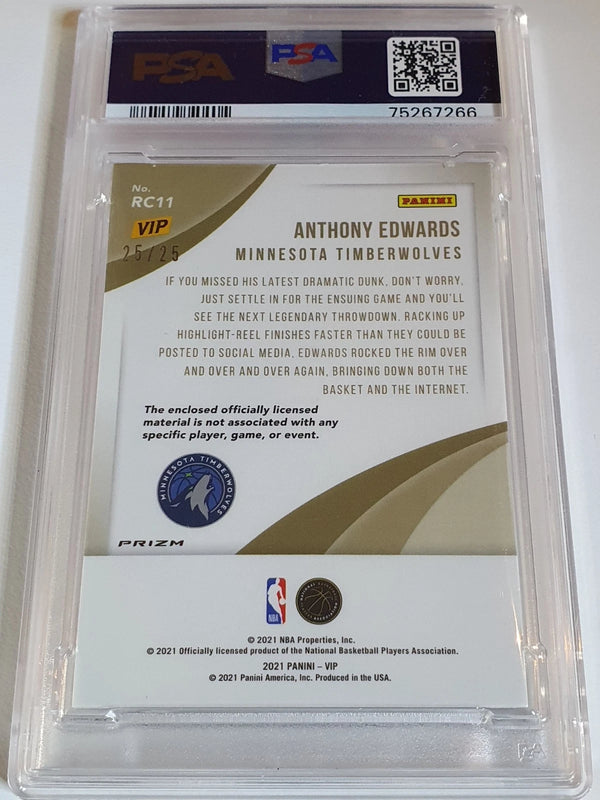 PSA
PSA
75267266
No.
RC11
VIP
25/25
PANINI
ANTHONY EDWARDS
MINNESOTA TIMBERWOLVES
IF YOU MISSED HIS LATEST DRAMATIC DUNK, DON'T WORRY.
JUST SETTLE IN FOR THE ENSUING GAME AND YOU'LL
SEE THE NEXT LEGENDARY THROWDOWN. RACKING UP
HIGHLIGHT-REEL FINISHES FASTER THAN THEY COULD BE
POSTED TO SOCIAL MEDIA, EDWARDS ROCKED THE RIM OVER
AND OVER AND OVER AGAIN, BRINGING DOWN BOTH THE
BASKET AND THE INTERNET.
The enclosed officially licensed
material is not associated with any
specific player, game, or event.
MINNESOTA TIMBERWOLVES
PRIZM
NBA
NATIONAL BASKETBALL
© 2021 NBA Properties, Inc.
© 2021 Officially licensed product of the National Basketball Players Association.
2021 PANINI – VIP
© 2021 Panini America, Inc. Produced in the USA.